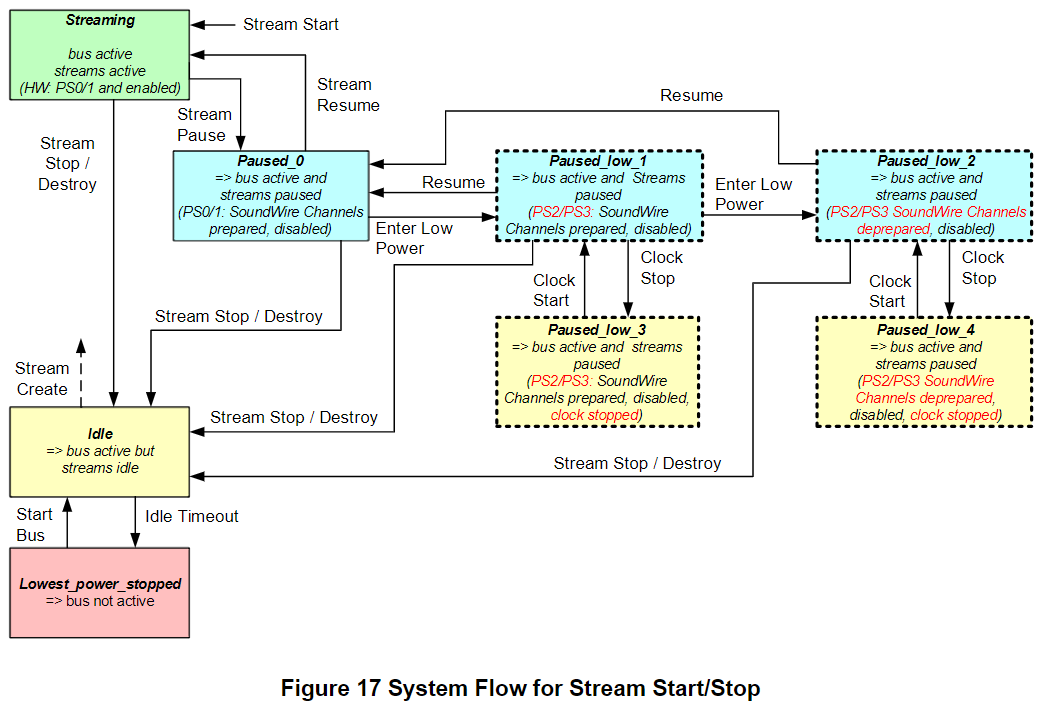 Streaming
bus active
streams active
(HW: PS0/1 and enabled)
Stream Start
Stream
Resume
Stream
Pause
Stream
Stop /
Destroy
Resume
Paused_0
=> bus active and
streams paused
(PS0/1: SoundWire Channels
prepared, disabled)
Resume
Enter Low
Power
Paused_low_1
=> bus active and  Streams
paused
(PS2/PS3: SoundWire
Channels prepared, disabled)
Enter Low
Power
Paused_low_2
=> bus active and
streams paused
(PS2/PS3 SoundWire Channels
deprepared, disabled)
Clock
Start
Clock
Stop
Clock
Start
Clock
Stop
Stream Stop / Destroy
Paused_low_3
=> bus active and  streams
paused
(PS2/PS3: SoundWire
Channels prepared, disabled,
clock stopped)
Paused_low_4
=> bus active and
streams paused
(PS2/PS3 SoundWire
Channels deprepared,
disabled, clock stopped)
Stream
Create
Stream Stop / Destroy
Idle
=> bus active but
streams idle
Stream Stop / Destroy
Start
Bus
Idle Timeout
Lowest_power_stopped
=> bus not active
Figure 17 System Flow for Stream Start/Stop